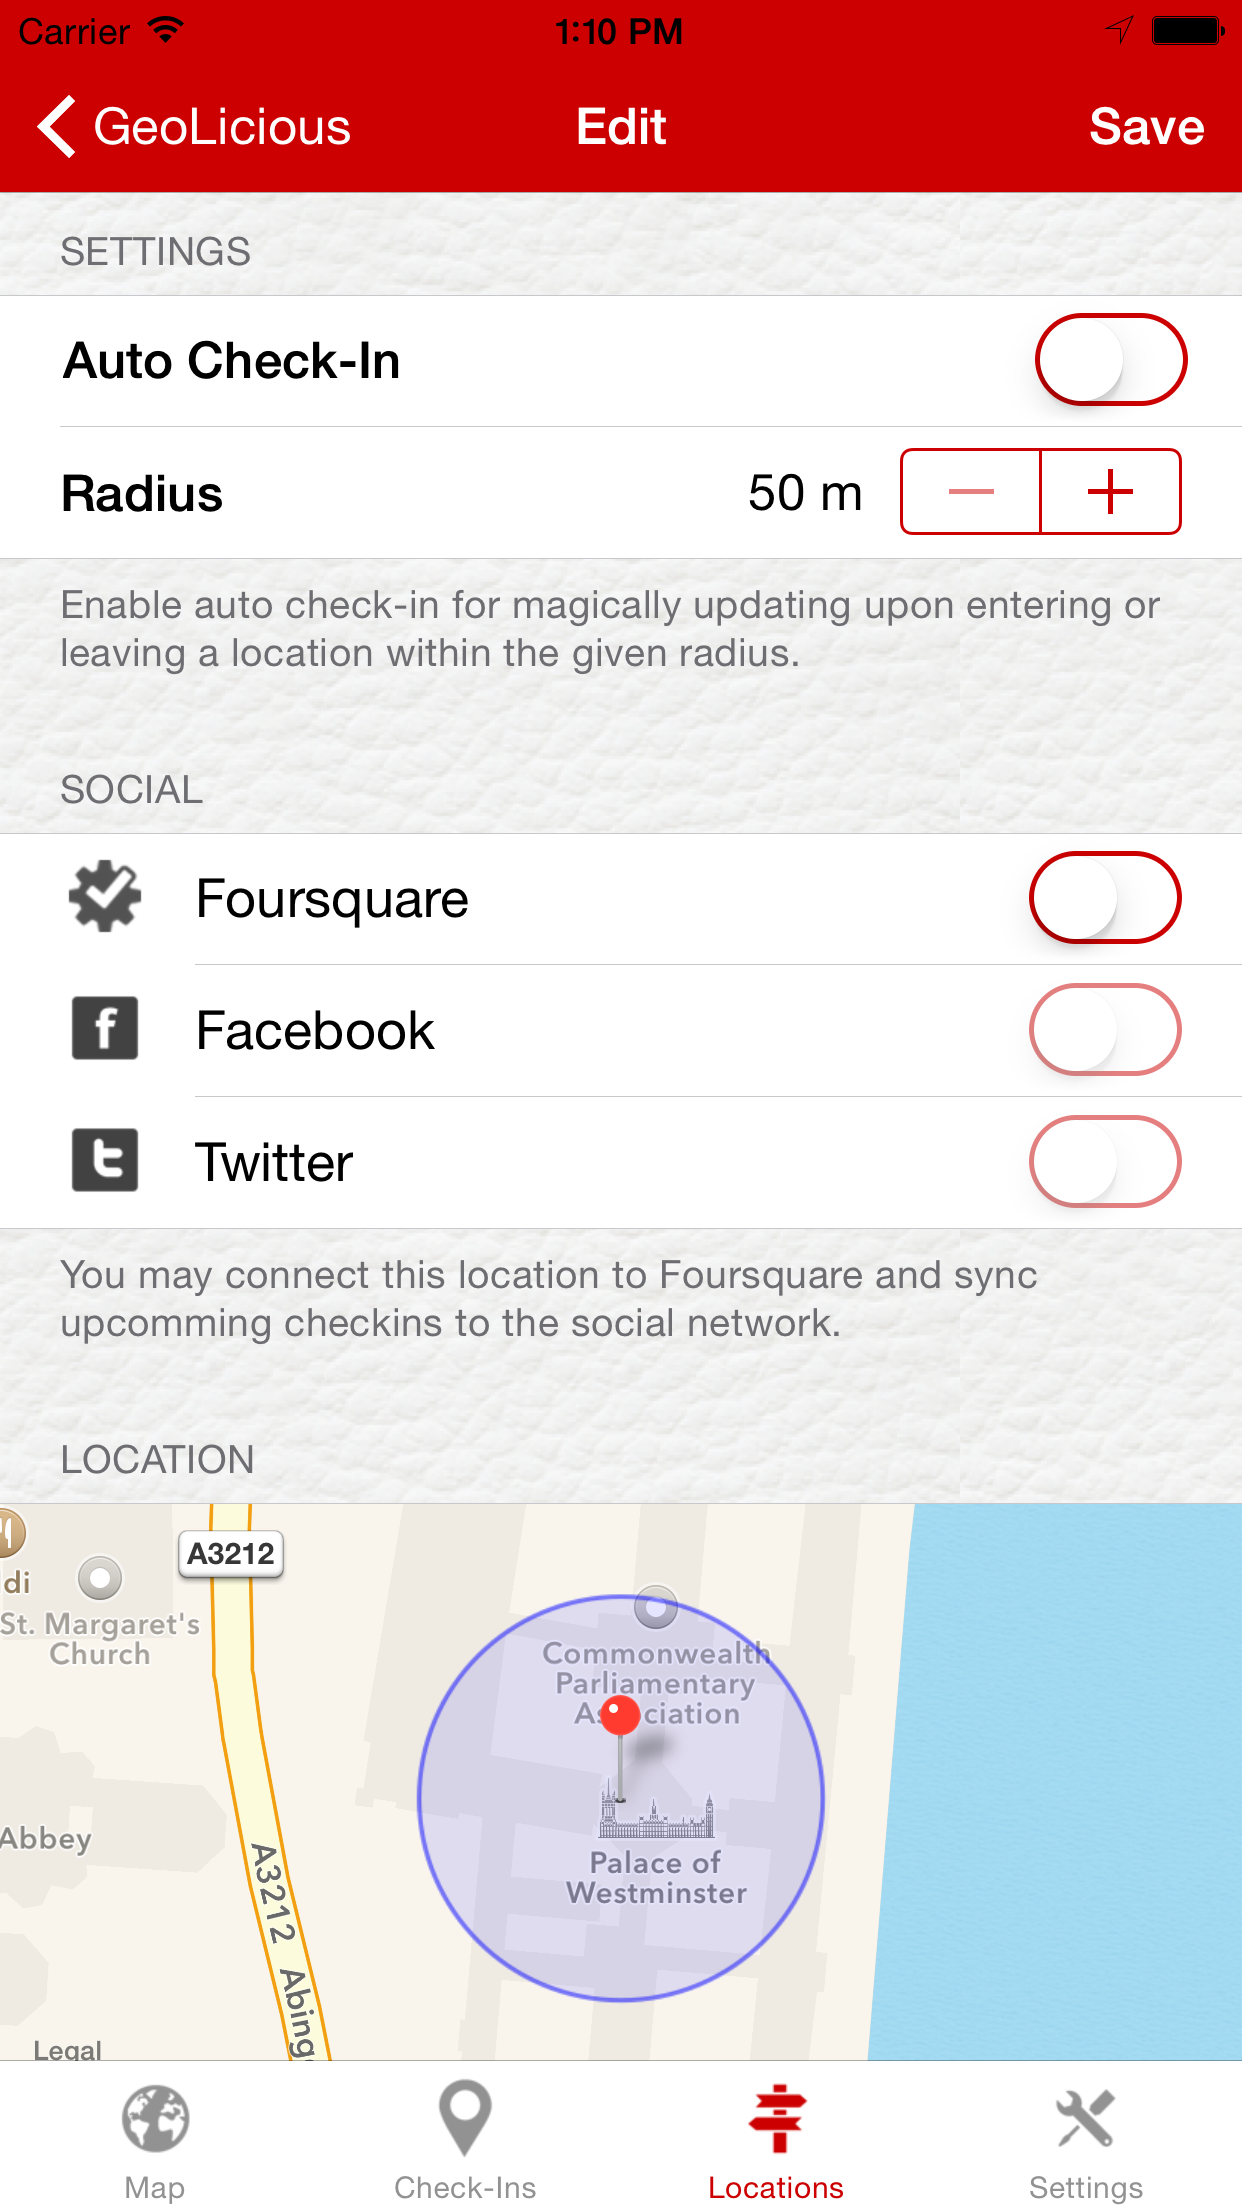 Carrier 1:10 PM
GeoLicious Edit Save
SETTINGS
Auto Check-In
Radius 50 m
Enable auto check-in for magically updating upon entering or
leaving a location within the given radius.
SOCIAL
Foursquare
Facebook
Twitter
You may connect this location to Foursquare and sync
upcomming checkins to the social network.
LOCATION
A3212
di
St. Margaret's
Church
Commonwealth
Parliamentary
Association
Abbey
Palace of
Westminster
A3212
Legal
Map Check-Ins Locations Settings